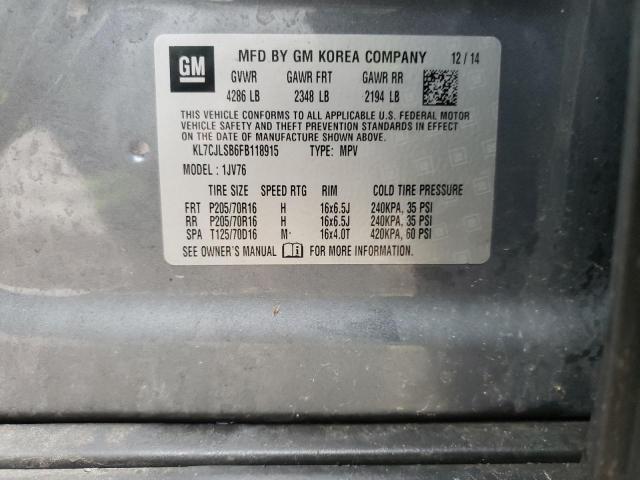 GM MFD BY GM KOREA COMPANY 12/14
GVWR GAWR FRT GAWR RR
4286 LB 2348 LB 2194 LB
THIS VEHICLE CONFORMS TO ALL APPLICABLE U.S. FEDERAL MOTOR
VEHICLE SAFETY, BUMPER, AND THEFT PREVENTION STANDARDS IN EFFECT
ON THE DATE OF MANUFACTURE SHOWN ABOVE.
KL7CJLSB6FB118915 TYPE: MPV
MODEL: 1JV76
TIRE SIZE SPEED RTG RIM COLD TIRE PRESSURE
FRT P205/70R16 H 16x6.5J 240KPA, 35 PSI
RR P205/70R16 H 16x6.5J 240KPA, 35 PSI
SPA T125/70D16 M 16x4.0T 420KPA, 60 PSI
SEE OWNER'S MANUAL